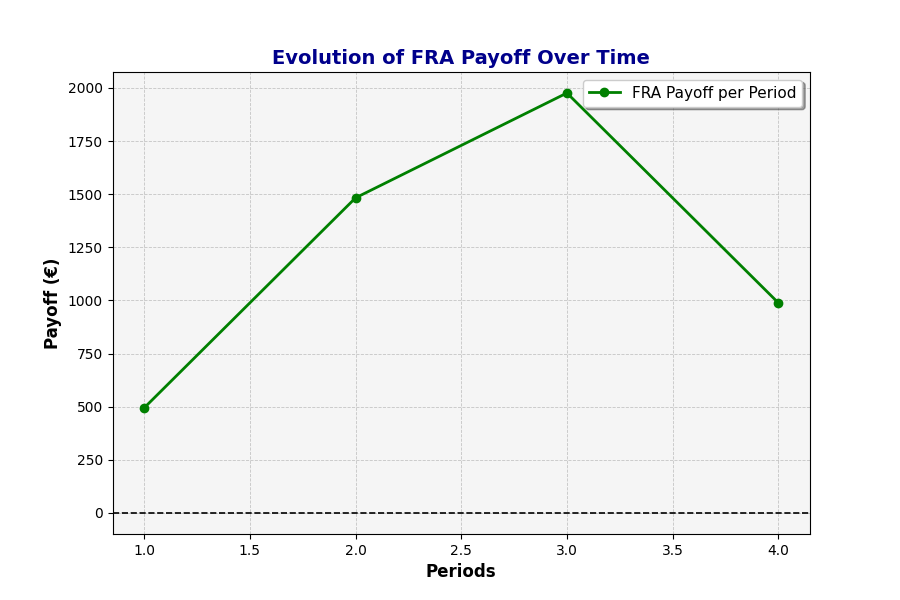 Evolution of FRA Payoff Over Time
FRA Payoff per Period
Payoff (€)
2000
1750
1500
1250
1000
750
500
250
0
1.0 1.5 2.0 2.5 3.0 3.5 4.0
Periods